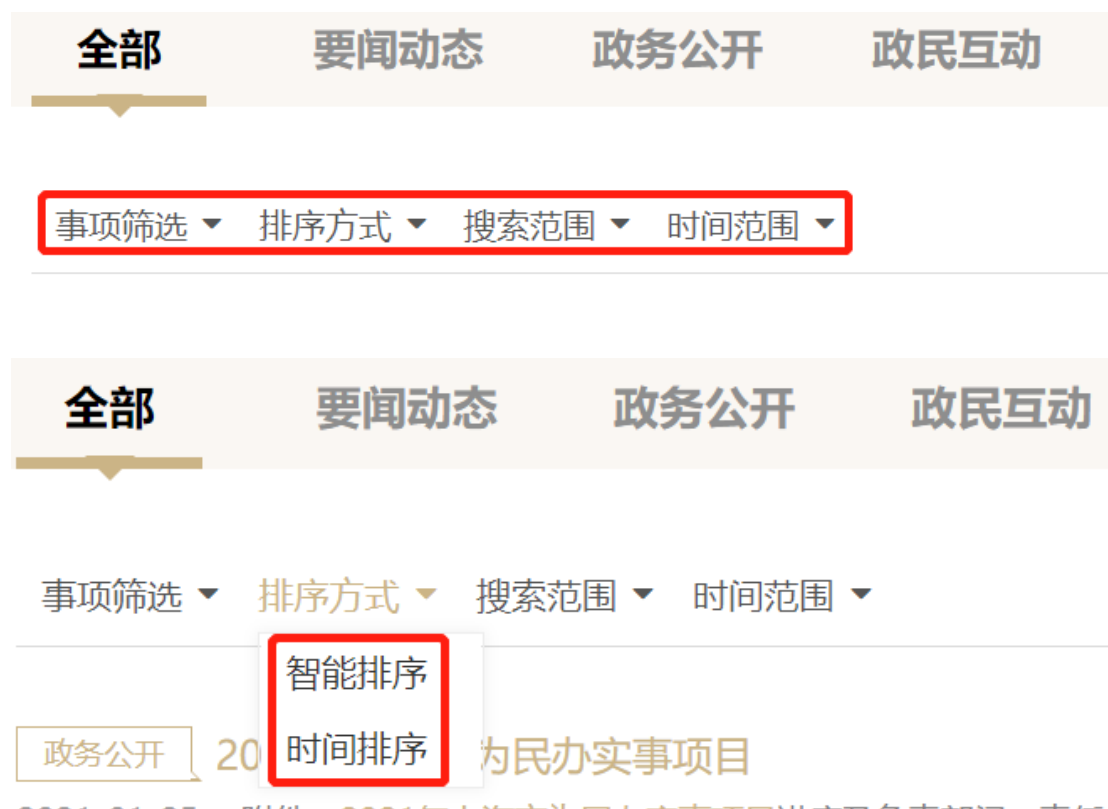 全部 要闻动态 政务公开 政民互动
事项筛选 排序方式 搜索范围 时间范围
全部 要闻动态 政务公开 政民互动
事项筛选 排序方式 搜索范围 时间范围
智能排序
时间排序
政务公开 20 为民办实事项目